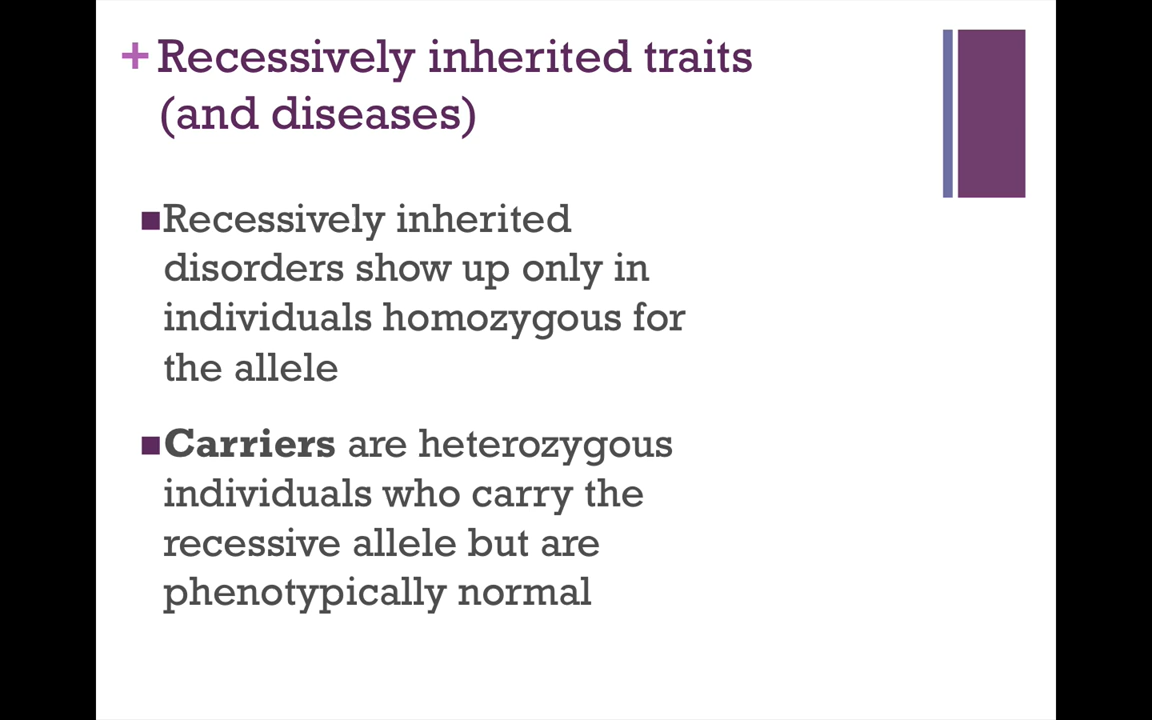 + Recessively inherited traits
(and diseases)
■Recessively inherited
disorders show up only in
individuals homozygous for
the allele
■Carriers are heterozygous
individuals who carry the
recessive allele but are
phenotypically normal